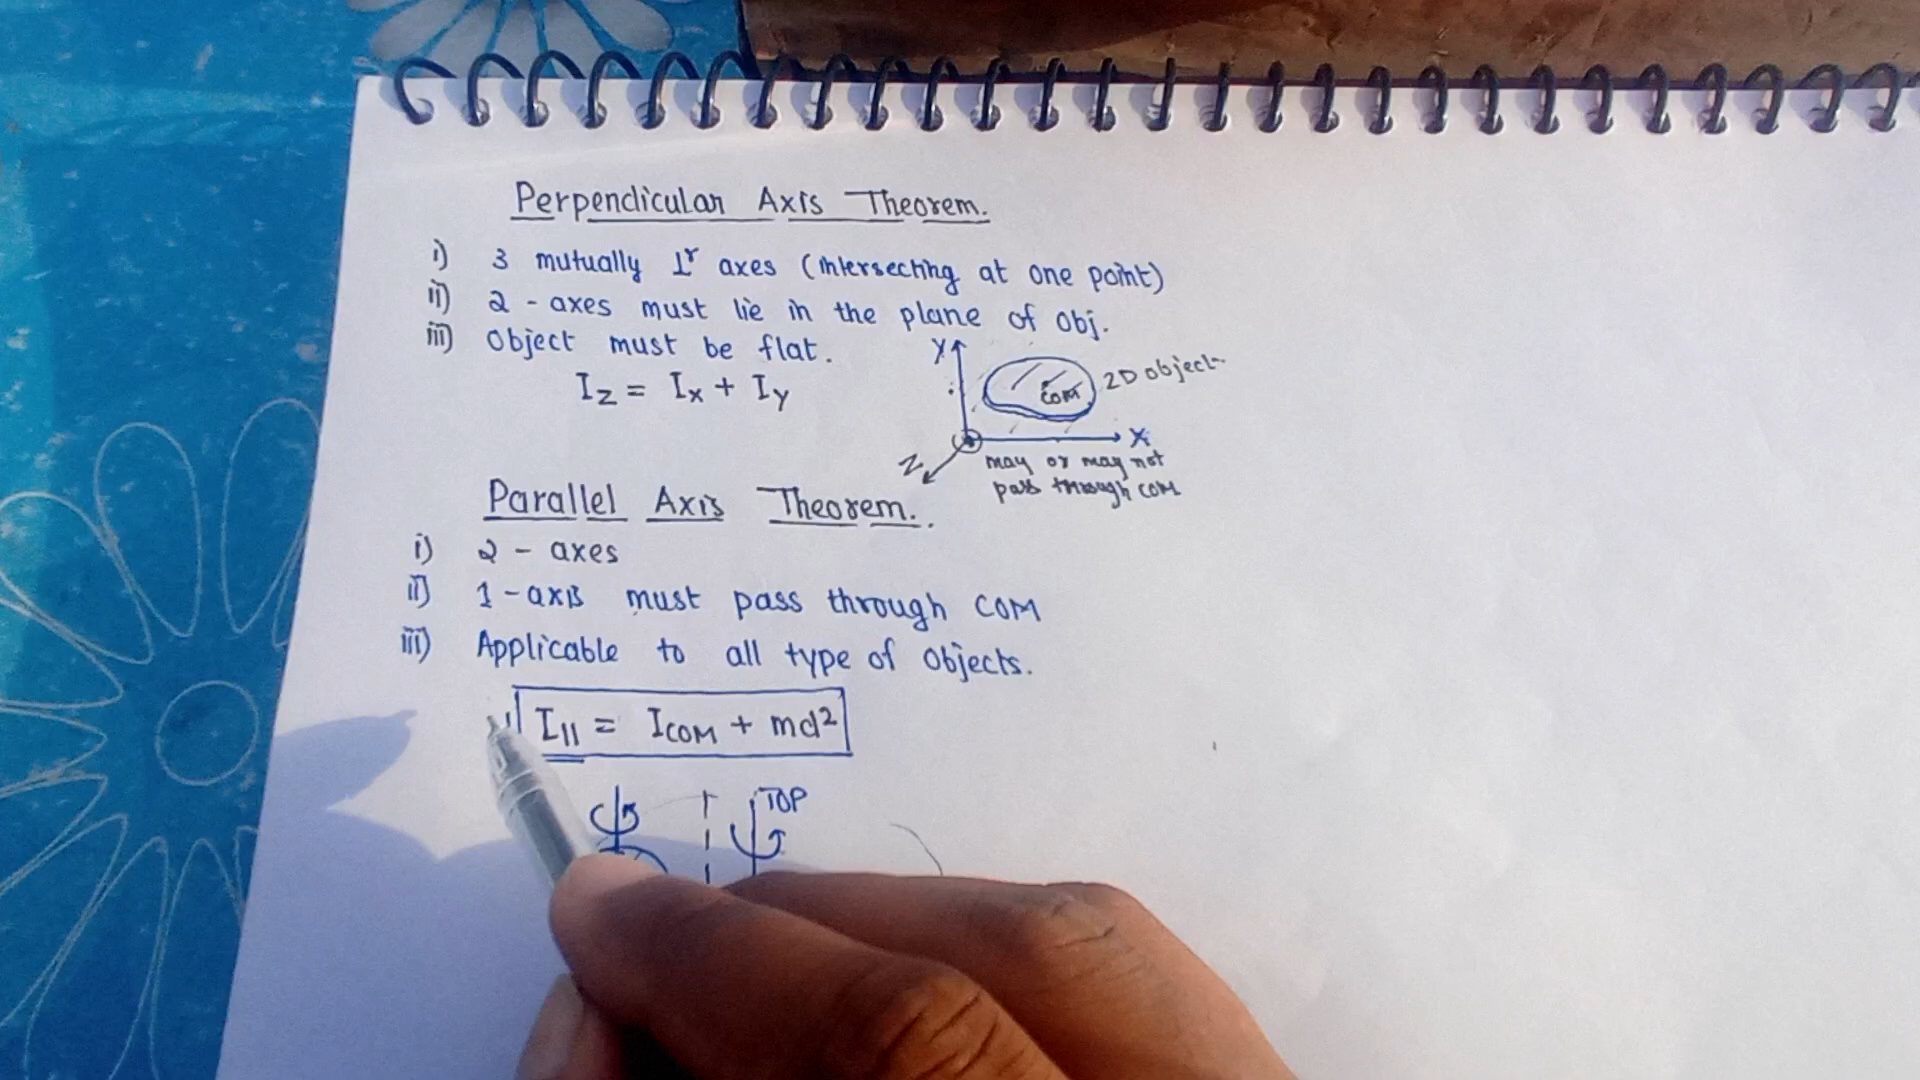 Perpendicular Axis Theorem.
i) 3 mutually ⊥r axes (intersecting at one point)
ii) 2 - axes must lie in the plane of obj.
iii) Object must be flat.
Iz = Ix + Iy
Y
COM
2D object
X
Z
may or may not
pass through COM
Parallel Axis Theorem.
i) 2 - axes
ii) 1 - axis must pass through COM
iii) Applicable to all type of objects.
I|| = ICOM + md²
TOP